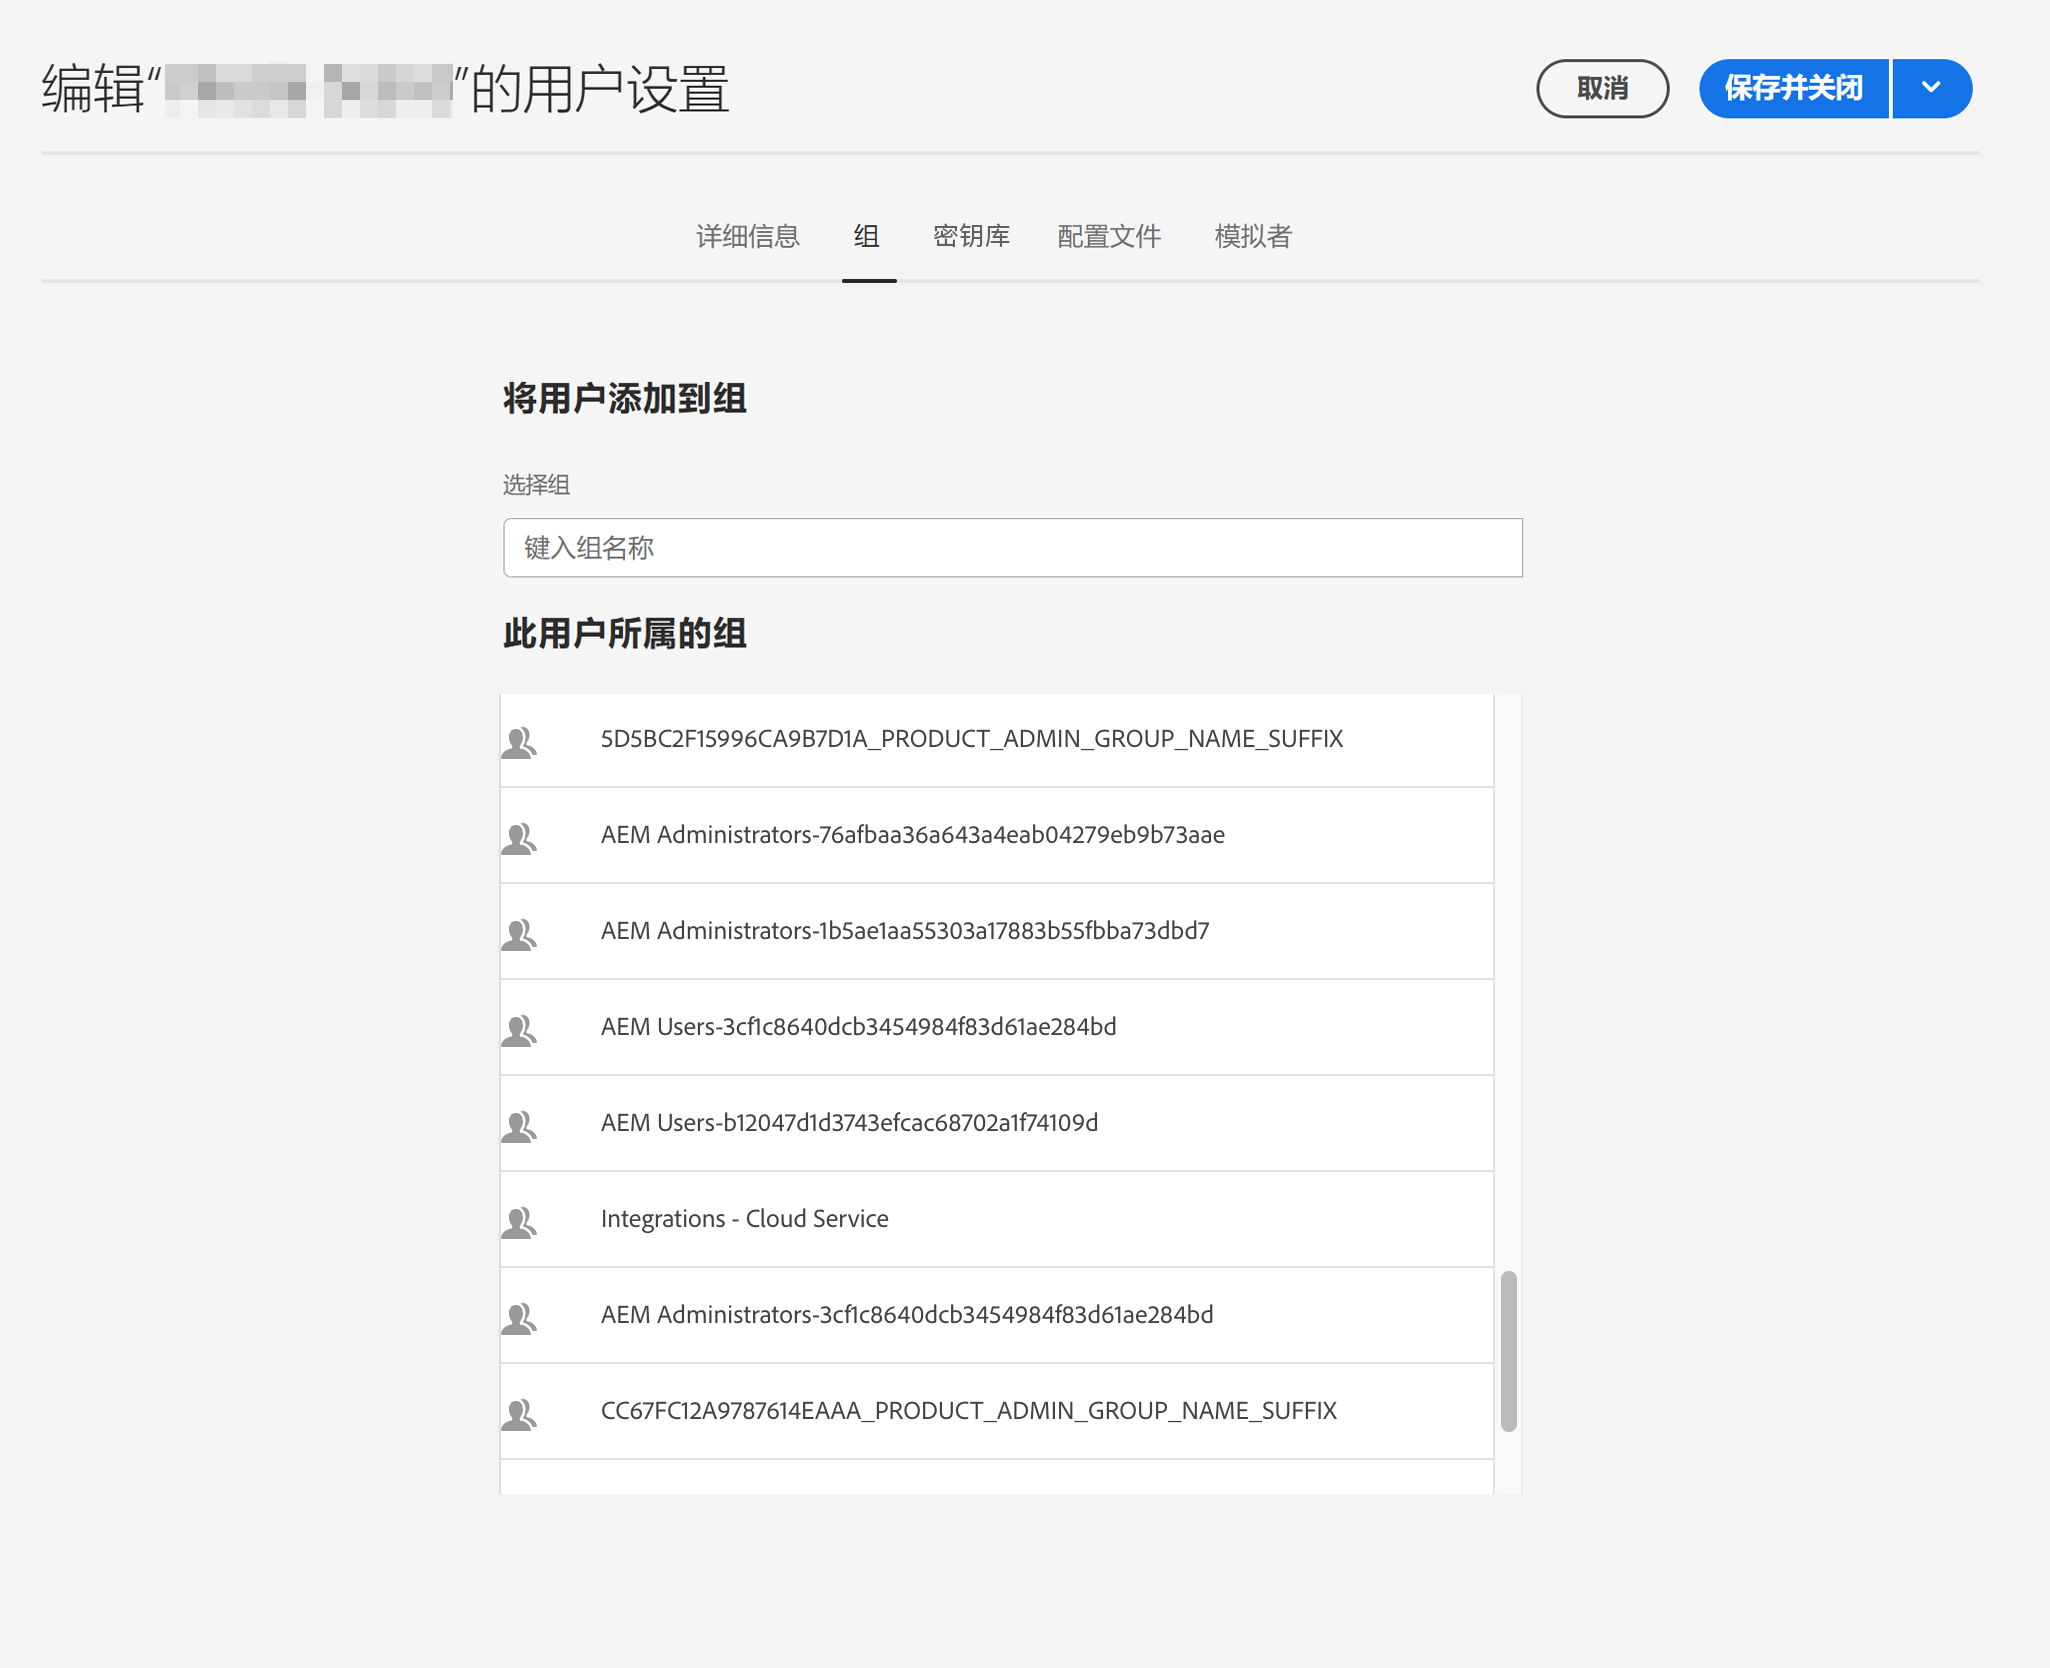 编辑“ ”的用户设置
取消
保存并关闭
详细信息 组 密钥库 配置文件 模拟者
将用户添加到组
选择组
键入组名称
此用户所属的组
5D5BC2F15996CA9B7D1A_PRODUCT_ADMIN_GROUP_NAME_SUFFIX
AEM Administrators-76afbaa36a643a4eab04279eb9b73aae
AEM Administrators-1b5ae1aa55303a17883b55fbba73dbd7
AEM Users-3cf1c8640dcb3454984f83d61ae284bd
AEM Users-b12047d1d3743efcac68702a1f74109d
Integrations - Cloud Service
AEM Administrators-3cf1c8640dcb3454984f83d61ae284bd
CC67FC12A9787614EAAA_PRODUCT_ADMIN_GROUP_NAME_SUFFIX